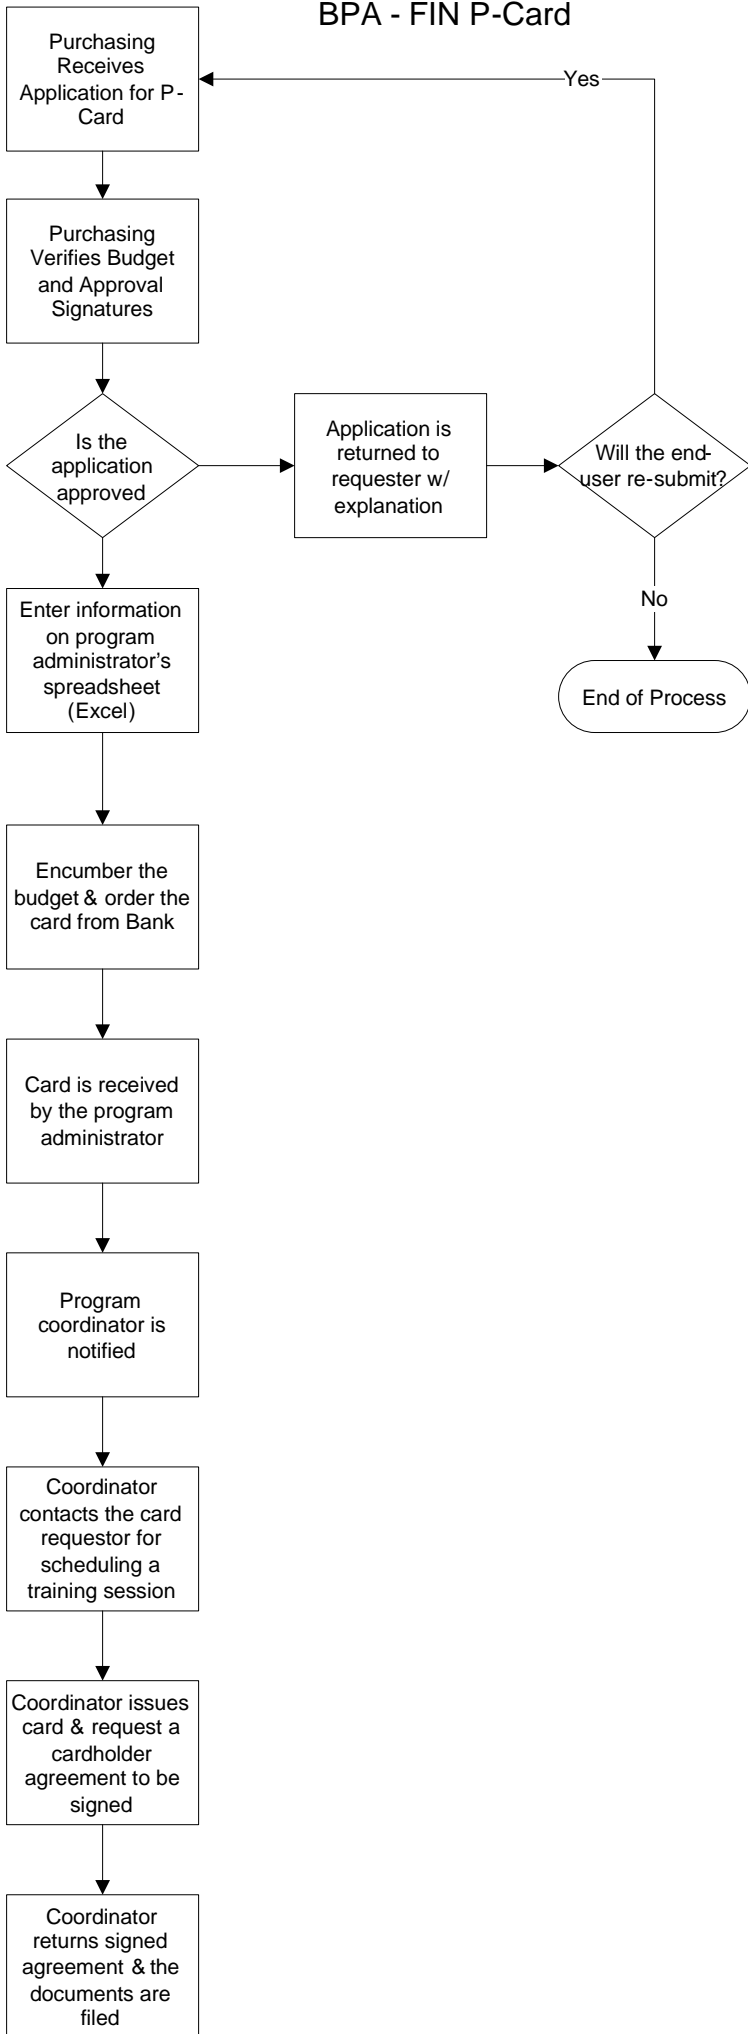 BPA - FIN P-Card
Purchasing
Receives
Application for P-
Card
Yes
Purchasing
Verifies Budget
and Approval
Signatures
Is the
application
approved
Application is
returned to
requester w/
explanation
Will the end-
user re-submit?
No
End of Process
Enter information
on program
administrator's
spreadsheet
(Excel)
Encumber the
budget & order the
card from Bank
Card is received
by the program
administrator
Program
coordinator is
notified
Coordinator
contacts the card
requestor for
scheduling a
training session
Coordinator issues
card & request a
cardholder
agreement to be
signed
Coordinator
returns signed
agreement & the
documents are
filed